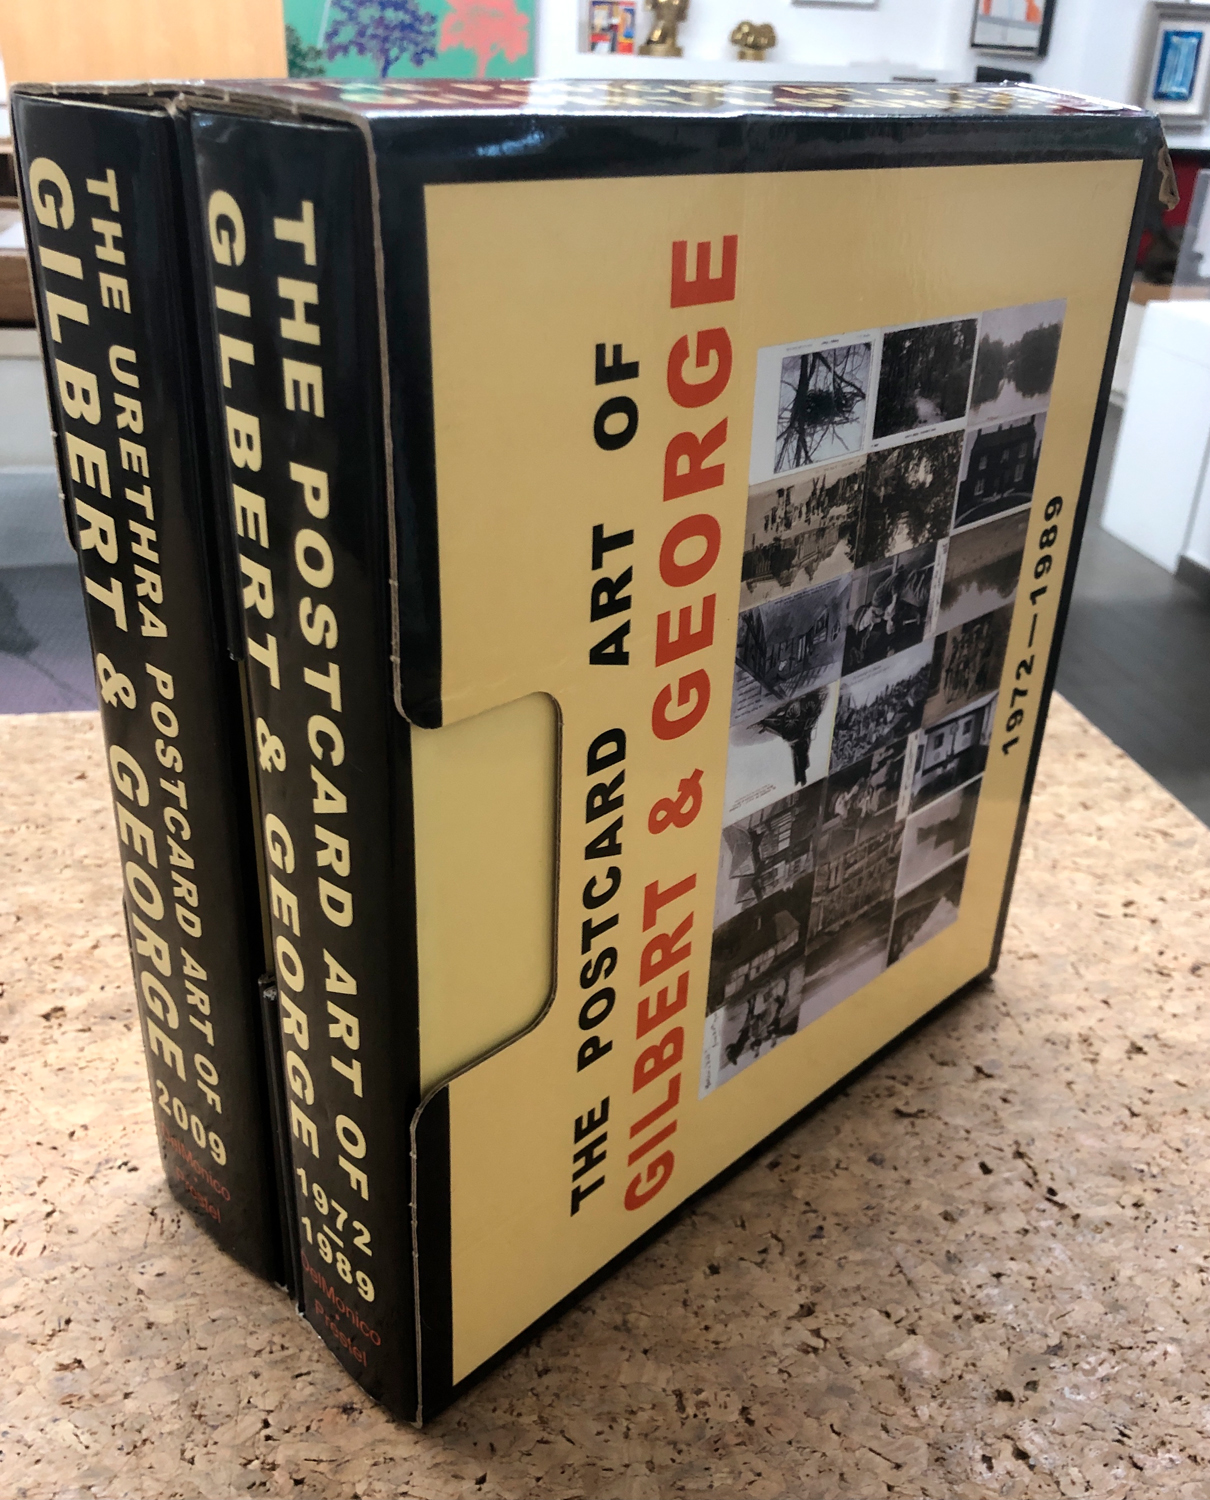 THE URETHRA POSTCARD ART OF
GILBERT & GEORGE 2009
DelMonico
Prestel
THE POSTCARD ART OF
GILBERT & GEORGE 1972
1989
DelMonico
•
Prestel
THE POSTCARD ART OF
GILBERT & GEORGE
1972—1989